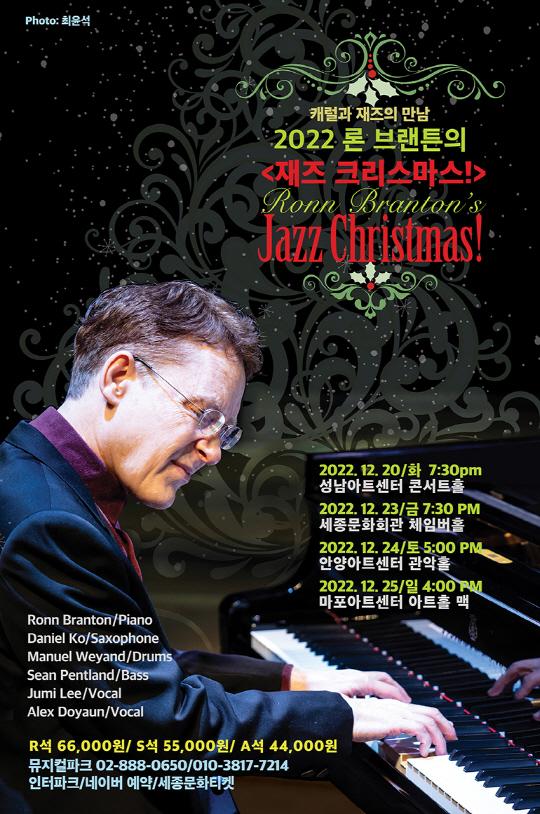 Photo: 최윤석
캐럴과 재즈의 만남
2022 론 브랜튼의
<재즈 크리스마스!>
Ronn Branton's
Jazz Christmas!
2022. 12. 20/화 7:30pm
성남아트센터 콘서트홀
2022. 12. 23/금 7:30 PM
세종문화회관 체임버홀
2022. 12. 24/토 5:00 PM
안양아트센터 관악홀
2022. 12. 25/일 4:00 PM
마포아트센터 아트홀 맥
Ronn Branton/Piano
Daniel Ko/Saxophone
Manuel Weyand/Drums
Sean Pentland/Bass
Jumi Lee/Vocal
Alex Doyaun/Vocal
R석 66,000원/ S석 55,000원/ A석 44,000원
뮤지컬파크 02-888-0650/010-3817-7214
인터파크/네이버 예약/세종문화티켓